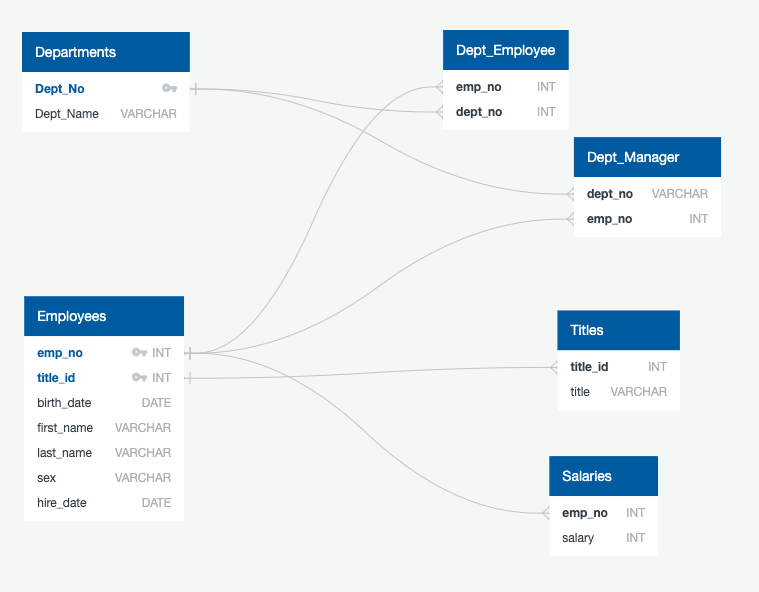 Departments
Dept_No
Dept_Name VARCHAR
Dept_Employee
emp_no INT
dept_no INT
Dept_Manager
dept_no VARCHAR
emp_no INT
Employees
emp_no INT
title_id INT
birth_date DATE
first_name VARCHAR
last_name VARCHAR
sex VARCHAR
hire_date DATE
Titles
title_id INT
title VARCHAR
Salaries
emp_no INT
salary INT